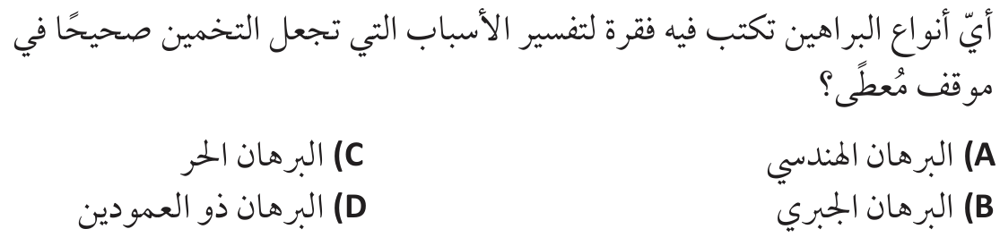 أيّ أنواع البراهين تكتب فيه فقرة لتفسير الأسباب التي تجعل التخمين صحيحًا في
موقف مُعطًى؟
A) البرهان الهندسي C) البرهان الحر
B) البرهان الجبري D) البرهان ذو العمودين